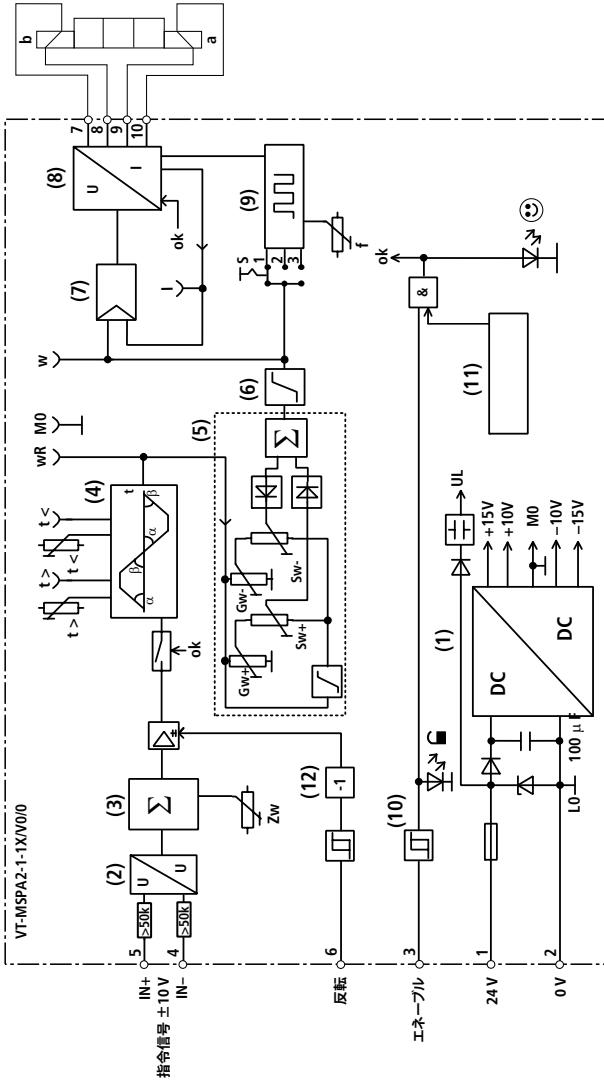 VT-MSPA2-1-1X/V0/0
指令信号 ±10 V
IN+
IN−
5
4
>50k
>50k
(2)
U
U
(3)
Σ
Zw
ok
t >
t >
t <
t <
(4)
α
β
α
β
t
wR
M0
w
(5)
Gw+
Sw+
Gw-
Sw-
Σ
(6)
(7)
I
(8)
U
I
ok
7
8
9
10
b
a
S
1
2
3
(9)
f
反転
6
(12)
-1
エネーブル
3
(10)
&
ok
(11)
24 V
1
0 V
2
L0
100 μF
(1)
DC
DC
UL
+15V
+10V
M0
−10V
−15V